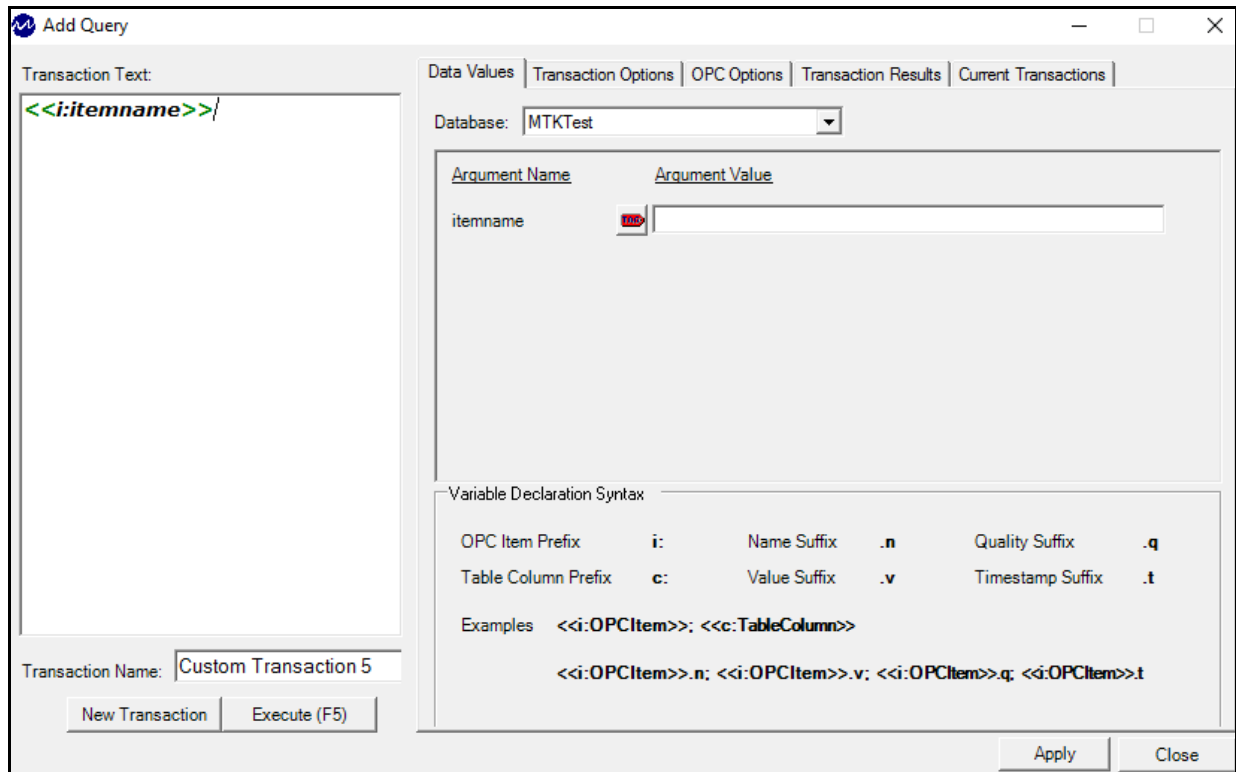 Add Query
Transaction Text:
<<i:itemname>>
Transaction Name: Custom Transaction 5
New Transaction Execute (F5)
Data Values Transaction Options OPC Options Transaction Results Current Transactions
Database: MTKTest
Argument Name Argument Value
itemname
Variable Declaration Syntax
OPC Item Prefix i: Name Suffix .n Quality Suffix .q
Table Column Prefix c: Value Suffix .v Timestamp Suffix .t
Examples <<i:OPCItem>>; <<c:TableColumn>>
<<i:OPCItem>>.n; <<i:OPCItem>>.v; <<i:OPCItem>>.q; <<i:OPCItem>>.t
Apply Close